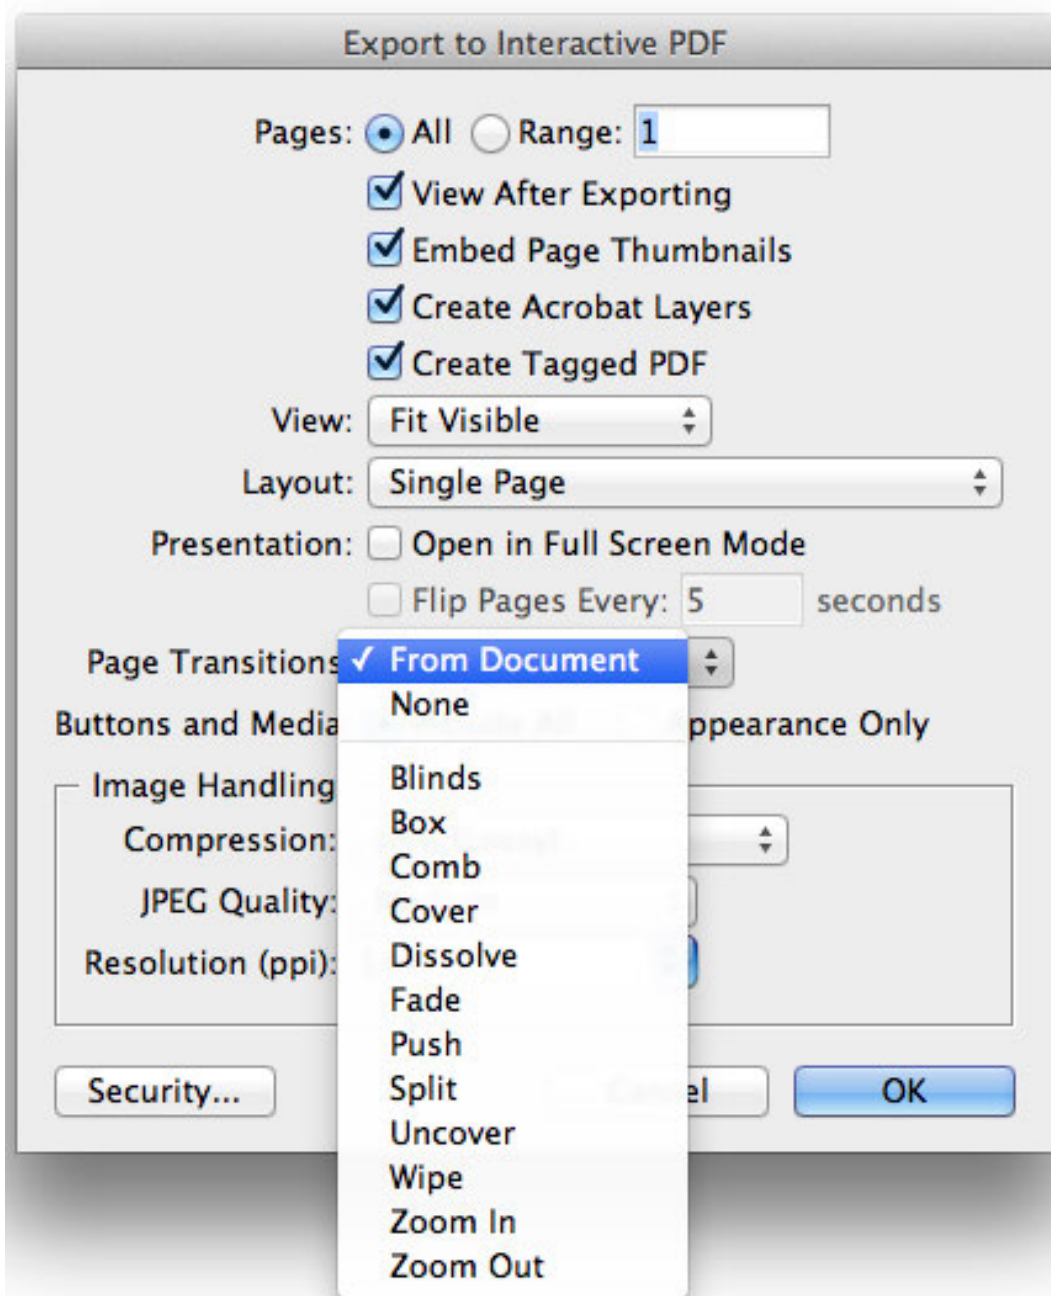 Export to Interactive PDF
Pages: All Range: 1
View After Exporting
Embed Page Thumbnails
Create Acrobat Layers
Create Tagged PDF
View: Fit Visible
Layout: Single Page
Presentation: Open in Full Screen Mode
Flip Pages Every: 5 seconds
Page Transitions ✓ From Document
None
Buttons and Media Appearance Only
Blinds
Image Handling
Box
Compression:
Comb
JPEG Quality:
Cover
Resolution (ppi):
Dissolve
Fade
Push
Security... Split OK
Uncover
Wipe
Zoom In
Zoom Out